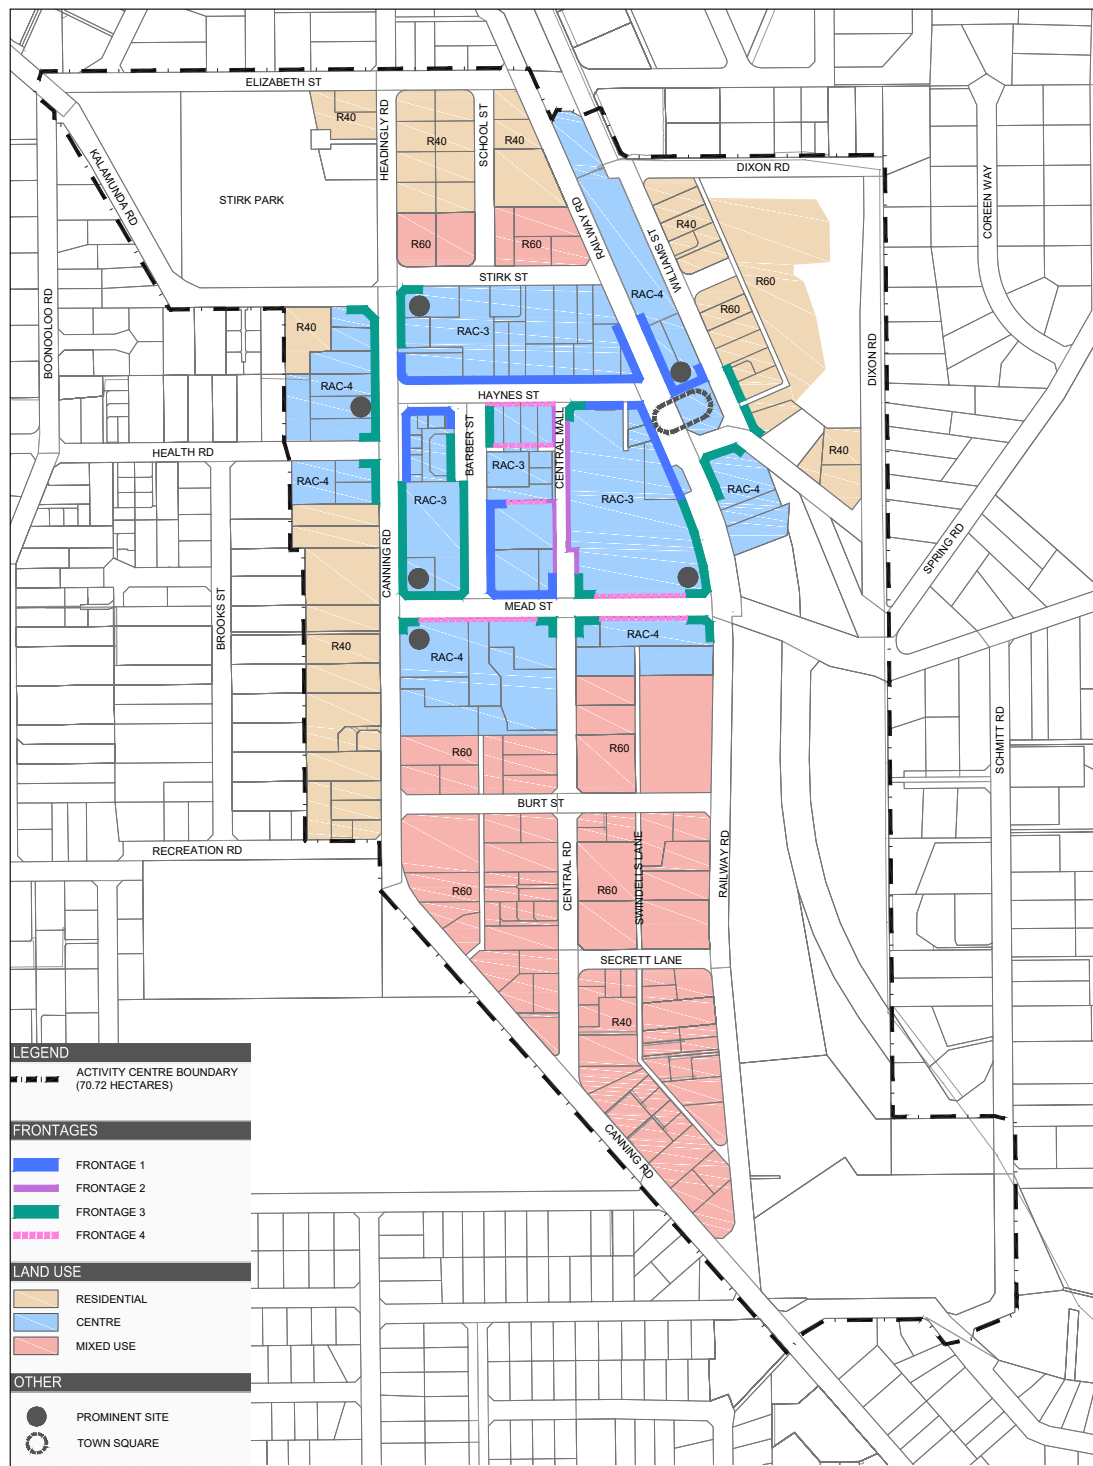 ELIZABETH ST
KALAMUNDA RD
BOONOOLOO RD
STIRK PARK
R40
HEADINGLY RD
R40
SCHOOL ST
R40
R60
R60
STIRK ST
RAILWAY RD
WILLIAMS ST
DIXON RD
COREEN WAY
R40
R60
R60
RAC-4
RAC-3
R40
RAC-4
HAYNES ST
DIXON RD
HEALTH RD
BARBER ST
CENTRAL MALL
RAC-4
RAC-3
RAC-3
RAC-3
RAC-4
R40
SPRING RD
CANNING RD
BROOKS ST
MEAD ST
R40
RAC-4
RAC-4
SCHMITT RD
R60
R60
BURT ST
RECREATION RD
CENTRAL RD
SWINDELLS LANE
RAILWAY RD
R60
R60
SECRETT LANE
R40
CANNING RD
LEGEND
ACTIVITY CENTRE BOUNDARY
(70.72 HECTARES)
FRONTAGES
FRONTAGE 1
FRONTAGE 2
FRONTAGE 3
FRONTAGE 4
LAND USE
RESIDENTIAL
CENTRE
MIXED USE
OTHER
PROMINENT SITE
TOWN SQUARE